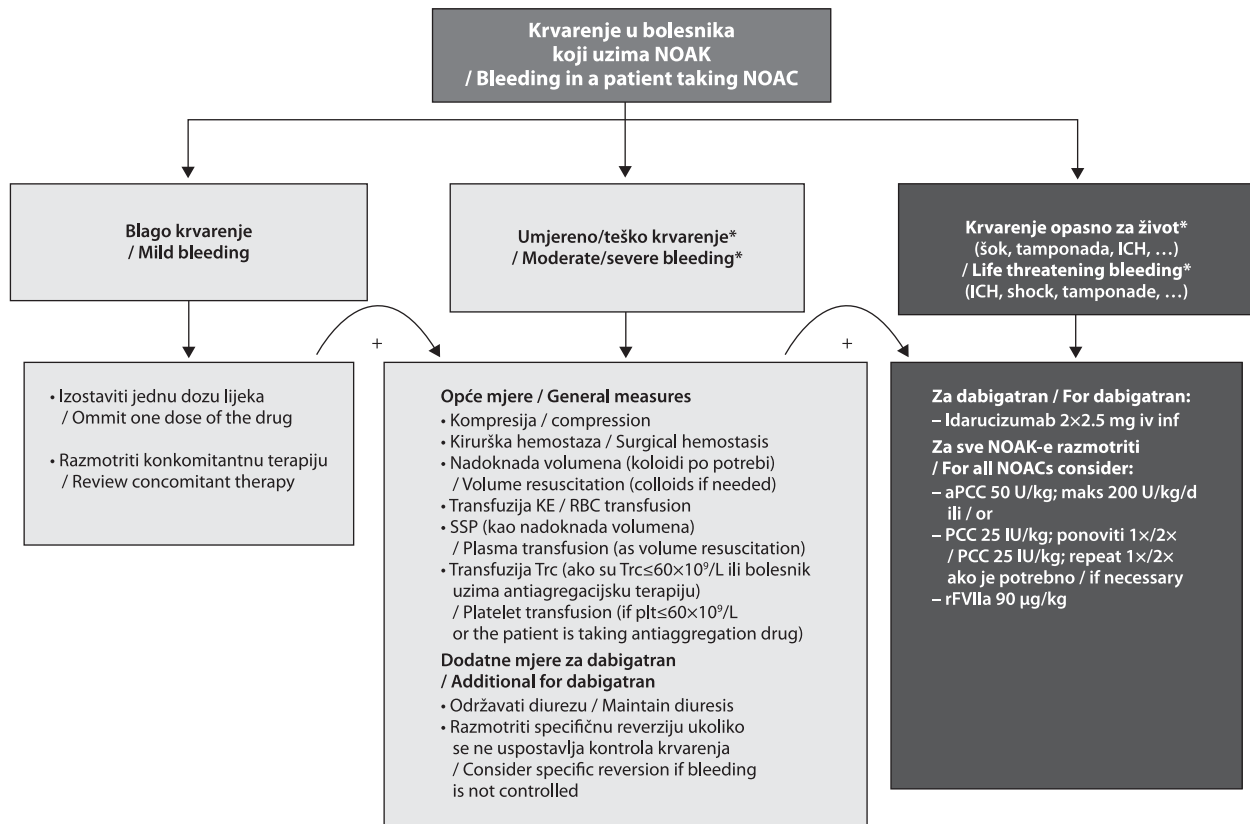 Krvarenje u bolesnika
koji uzima NOAK
/ Bleeding in a patient taking NOAC
Blago krvarenje
/ Mild bleeding
Umjereno/teško krvarenje*
/ Moderate/severe bleeding*
Krvarenje opasno za život*
(šok, tamponada, ICH, …)
/ Life threatening bleeding*
(ICH, shock, tamponade, …)
+
+
• Izostaviti jednu dozu lijeka
/ Ommit one dose of the drug
• Razmotriti konkomitantnu terapiju
/ Review concomitant therapy
Opće mjere / General measures
• Kompresija / compression
• Kirurška hemostaza / Surgical hemostasis
• Nadoknada volumena (koloidi po potrebi)
/ Volume resuscitation (colloids if needed)
• Transfuzija KE / RBC transfusion
• SSP (kao nadoknada volumena)
/ Plasma transfusion (as volume resuscitation)
• Transfuzija Trc (ako su Trc≤60×10⁹/L ili bolesnik
uzima antiagregacijsku terapiju)
/ Platelet transfusion (if plt≤60×10⁹/L
or the patient is taking antiaggregation drug)
Dodatne mjere za dabigatran
/ Additional for dabigatran
• Održavati diurezu / Maintain diuresis
• Razmotriti specifičnu reverziju ukoliko
se ne uspostavlja kontrola krvarenja
/ Consider specific reversion if bleeding
is not controlled
Za dabigatran / For dabigatran:
– Idarucizumab 2×2.5 mg iv inf
Za sve NOAK-e razmotriti
/ For all NOACs consider:
– aPCC 50 U/kg; maks 200 U/kg/d
ili / or
– PCC 25 IU/kg; ponoviti 1×/2×
/ PCC 25 IU/kg; repeat 1×/2×
ako je potrebno / if necessary
– rFVIIa 90 μg/kg